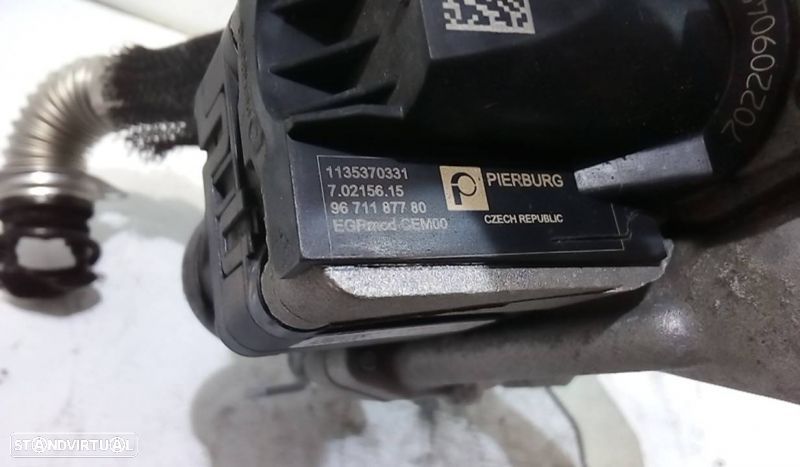 1135370331
7.02156.15
96 711 877 80
EGRmod CEM00
PIERBURG
CZECH REPUBLIC
STANDVIRTUAL